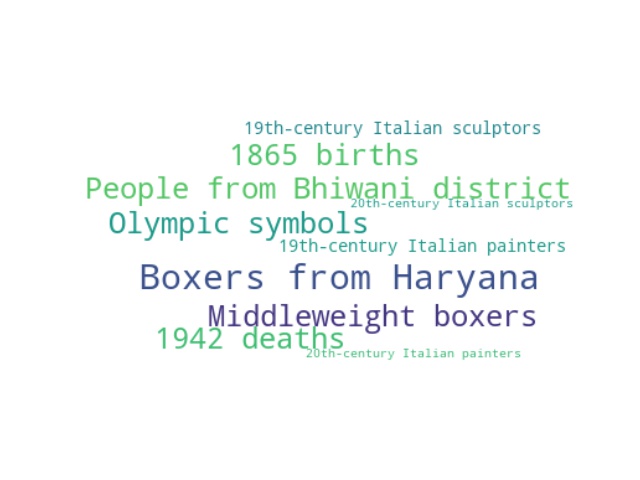 19th-century Italian sculptors
1865 births
People from Bhiwani district
20th-century Italian sculptors
Olympic symbols
19th-century Italian painters
Boxers from Haryana
Middleweight boxers
1942 deaths
20th-century Italian painters